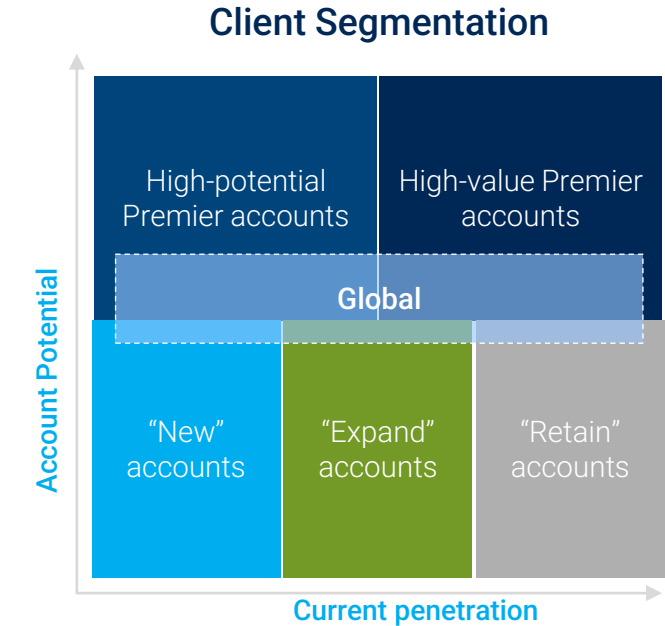 Client Segmentation
High-potential
Premier accounts
High-value Premier
accounts
Global
Account Potential
“New”
accounts
“Expand”
accounts
“Retain”
accounts
Current penetration